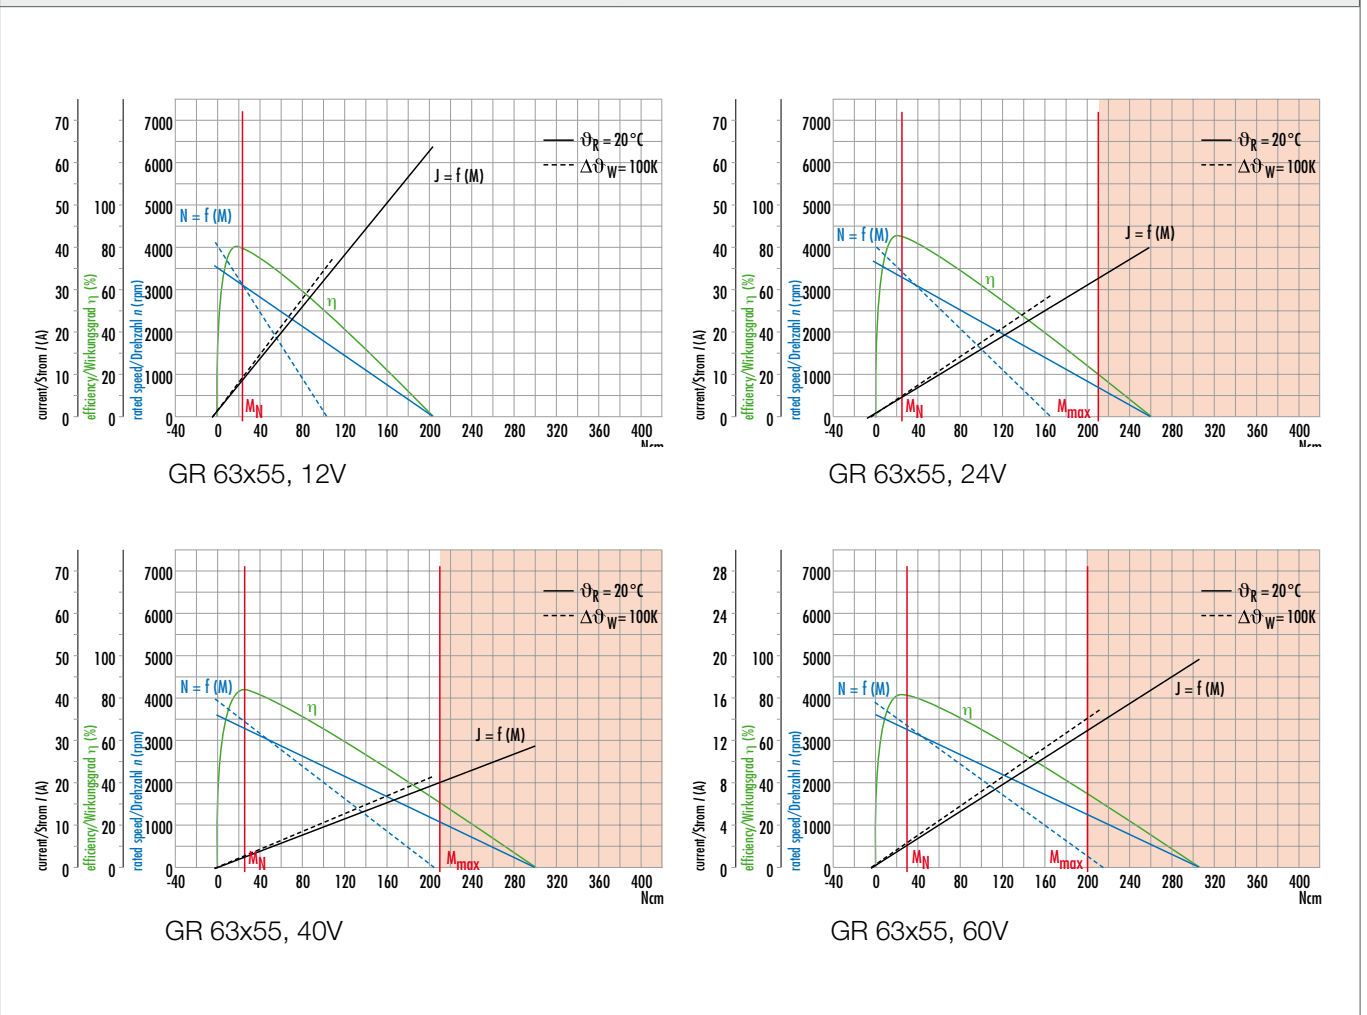 70 7000
ϑR = 20°C
60 6000
Δϑ W = 100K
J = f (M)
50 100 5000
N = f (M)
40 80 4000
30 60 3000
η
20 40 2000
10 20 1000
MN
0 0 0
-40 0 40 80 120 160 200 240 280 320 360 400
Ncm
current/Strom I (A)
efficiency/Wirkungsgrad η (%)
rated speed/Drehzahl n (rpm)
GR 63x55, 12V
70 7000
ϑR = 20°C
60 6000
Δϑ W = 100K
50 100 5000
N = f (M)
J = f (M)
40 80 4000
η
30 60 3000
20 40 2000
10 20 1000
MN
Mmax
0 0 0
-40 0 40 80 120 160 200 240 280 320 360 400
Ncm
current/Strom I (A)
efficiency/Wirkungsgrad η (%)
rated speed/Drehzahl n (rpm)
GR 63x55, 24V
70 7000
ϑR = 20°C
60 6000
Δϑ W = 100K
50 100 5000
N = f (M)
40 80 4000
η
J = f (M)
30 60 3000
20 40 2000
10 20 1000
MN
Mmax
0 0 0
-40 0 40 80 120 160 200 240 280 320 360 400
Ncm
current/Strom I (A)
efficiency/Wirkungsgrad η (%)
rated speed/Drehzahl n (rpm)
GR 63x55, 40V
28 7000
ϑR = 20°C
24 6000
Δϑ W = 100K
20 100 5000
N = f (M)
J = f (M)
16 80 4000
η
12 60 3000
8 40 2000
4 20 1000
MN
Mmax
0 0 0
-40 0 40 80 120 160 200 240 280 320 360 400
Ncm
current/Strom I (A)
efficiency/Wirkungsgrad η (%)
rated speed/Drehzahl n (rpm)
GR 63x55, 60V